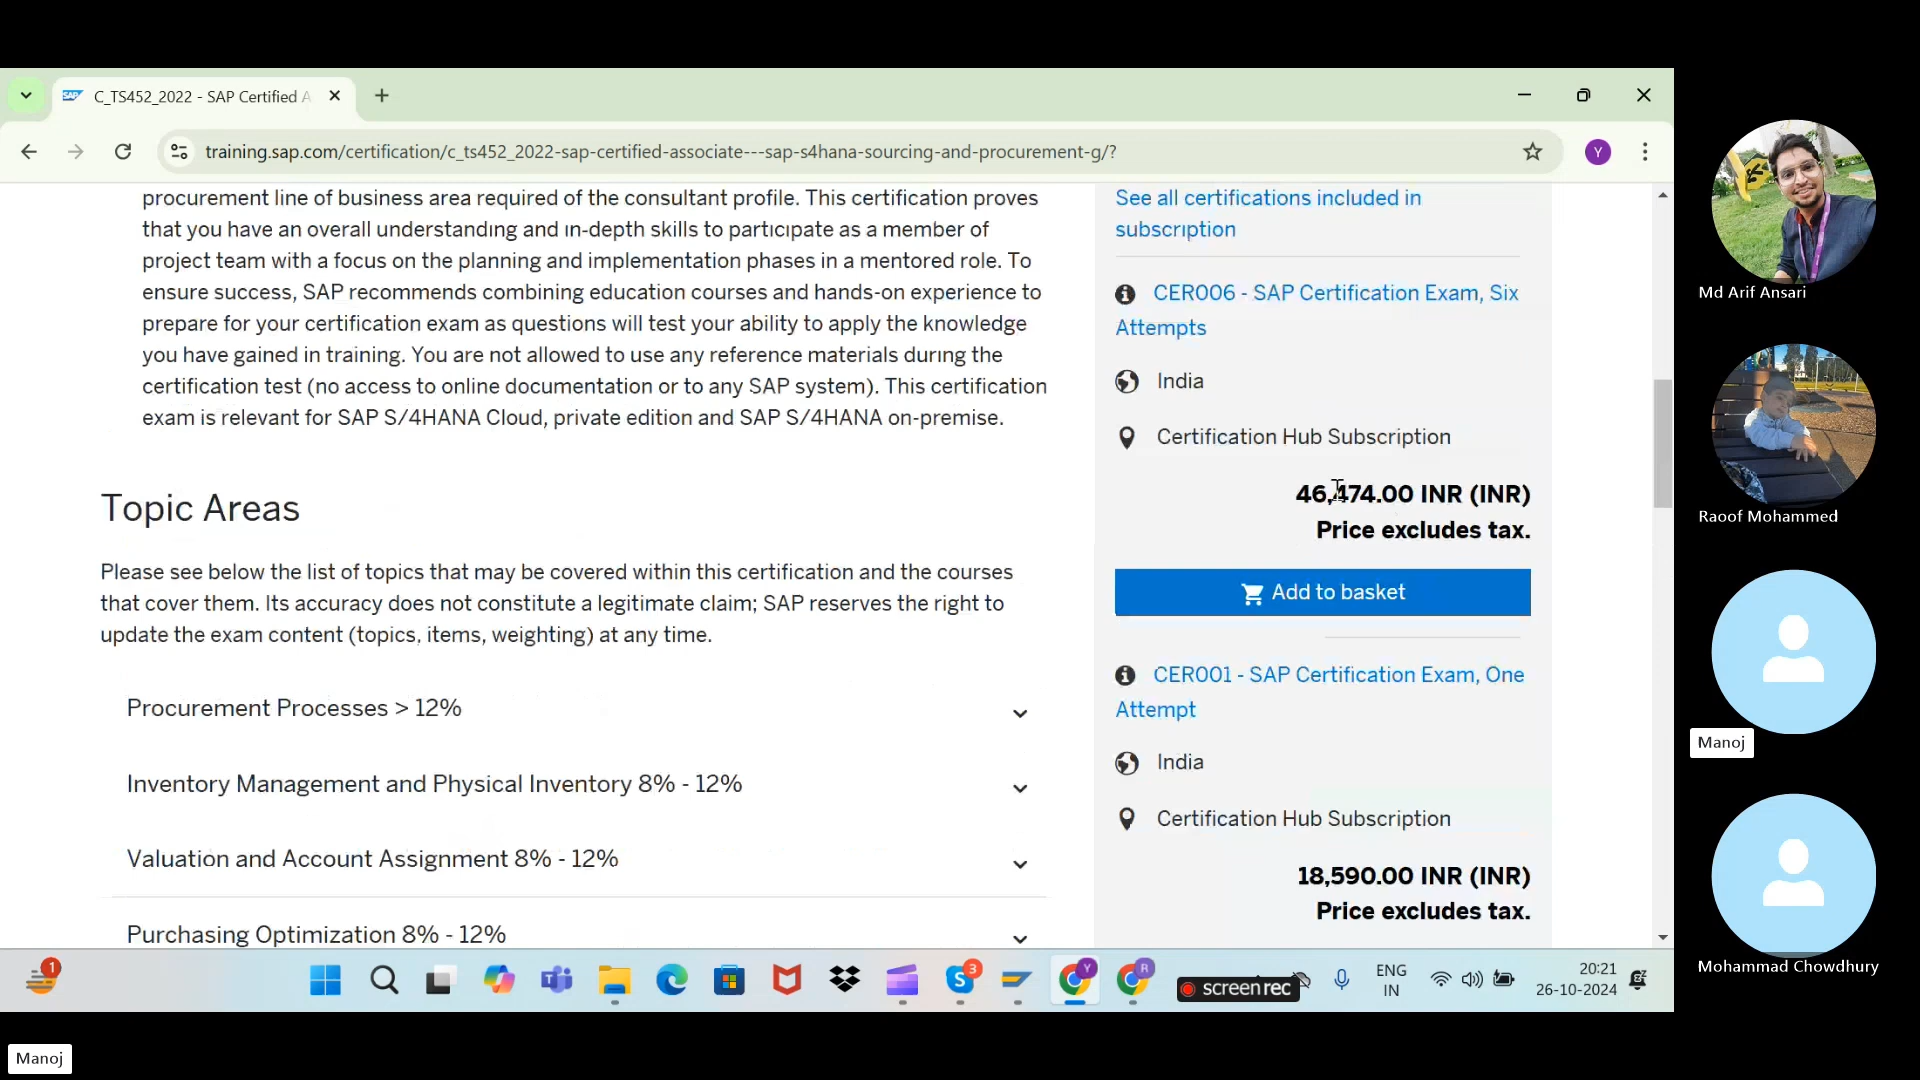 C_TS452_2022 - SAP Certified A
training.sap.com/certification/c_ts452_2022-sap-certified-associate---sap-s4hana-sourcing-and-procurement-g/?
Y
procurement line of business area required of the consultant profile. This certification proves
that you have an overall understanding and in-depth skills to participate as a member of
project team with a focus on the planning and implementation phases in a mentored role. To
ensure success, SAP recommends combining education courses and hands-on experience to
prepare for your certification exam as questions will test your ability to apply the knowledge
you have gained in training. You are not allowed to use any reference materials during the
certification test (no access to online documentation or to any SAP system). This certification
exam is relevant for SAP S/4HANA Cloud, private edition and SAP S/4HANA on-premise.
Topic Areas
Please see below the list of topics that may be covered within this certification and the courses
that cover them. Its accuracy does not constitute a legitimate claim; SAP reserves the right to
update the exam content (topics, items, weighting) at any time.
Procurement Processes > 12%
Inventory Management and Physical Inventory 8% - 12%
Valuation and Account Assignment 8% - 12%
Purchasing Optimization 8% - 12%
See all certifications included in
subscription
CER006 - SAP Certification Exam, Six
Attempts
India
Certification Hub Subscription
46,474.00 INR (INR)
Price excludes tax.
Add to basket
CER001 - SAP Certification Exam, One
Attempt
India
Certification Hub Subscription
18,590.00 INR (INR)
Price excludes tax.
Md Arif Ansari
Raoof Mohammed
Manoj
Mohammad Chowdhury
1
3
Y
R
screenrec
ENG
IN
20:21
26-10-2024
Manoj